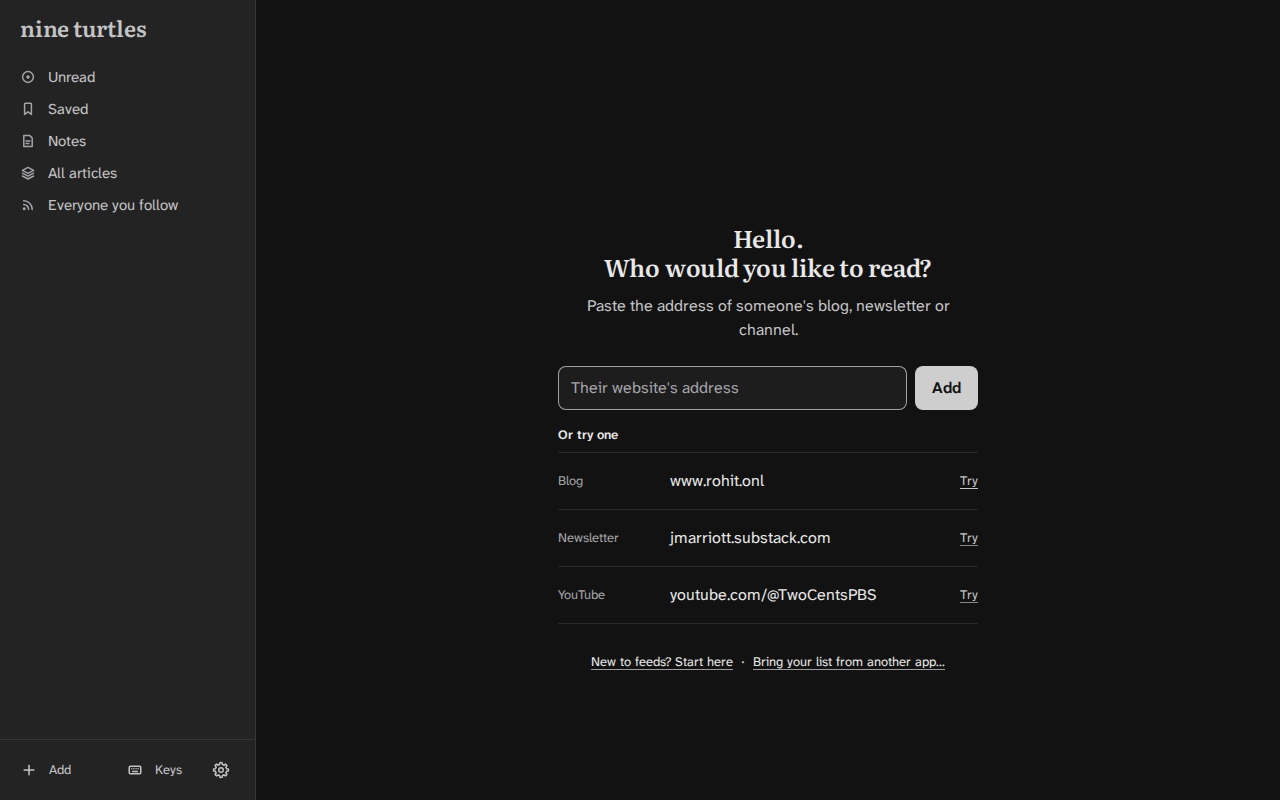 nine turtles
Unread
Saved
Notes
All articles
Everyone you follow
Hello.
Who would you like to read?
Paste the address of someone's blog, newsletter or
channel.
Their website's address
Add
Or try one
Blog www.rohit.onl Try
Newsletter jmarriott.substack.com Try
YouTube youtube.com/@TwoCentsPBS Try
New to feeds? Start here · Bring your list from another app...
Add Keys